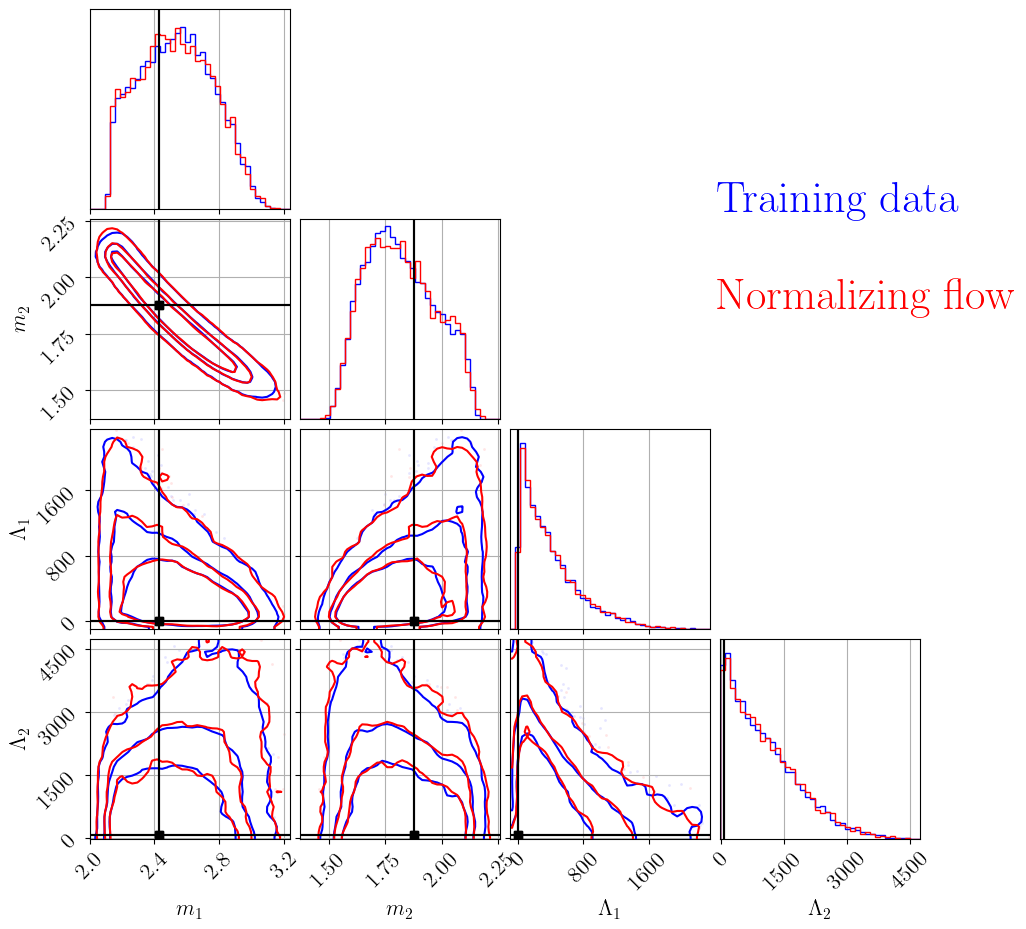 Training data
Normalizing flow
2.25
2.00
1.75
1.50
m₂
1600
800
0
Λ₁
4500
3000
1500
0
Λ₂
2.0 2.4 2.8 3.2
1.50 1.75 2.00 2.25
0 800 1600
0 1500 3000 4500
m₁ m₂ Λ₁ Λ₂